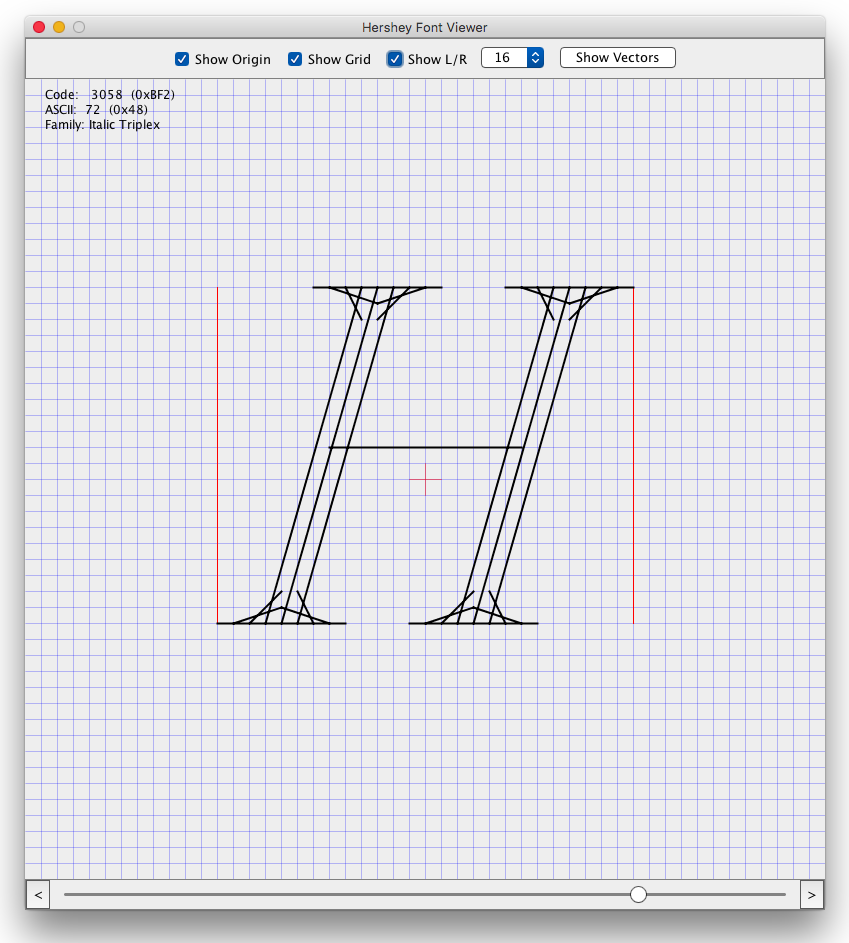 Hershey Font Viewer
Show Origin Show Grid Show L/R 16 Show Vectors
Code: 3058 (0xBF2)
ASCII: 72 (0x48)
Family: Italic Triplex
H
< >